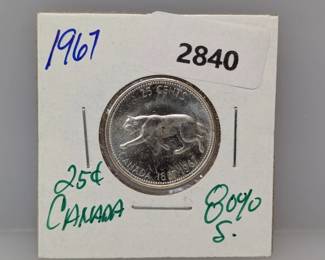 1967
2840
25 CENTS
CANADA 1867-1967
25¢
CANADA
80%
S.